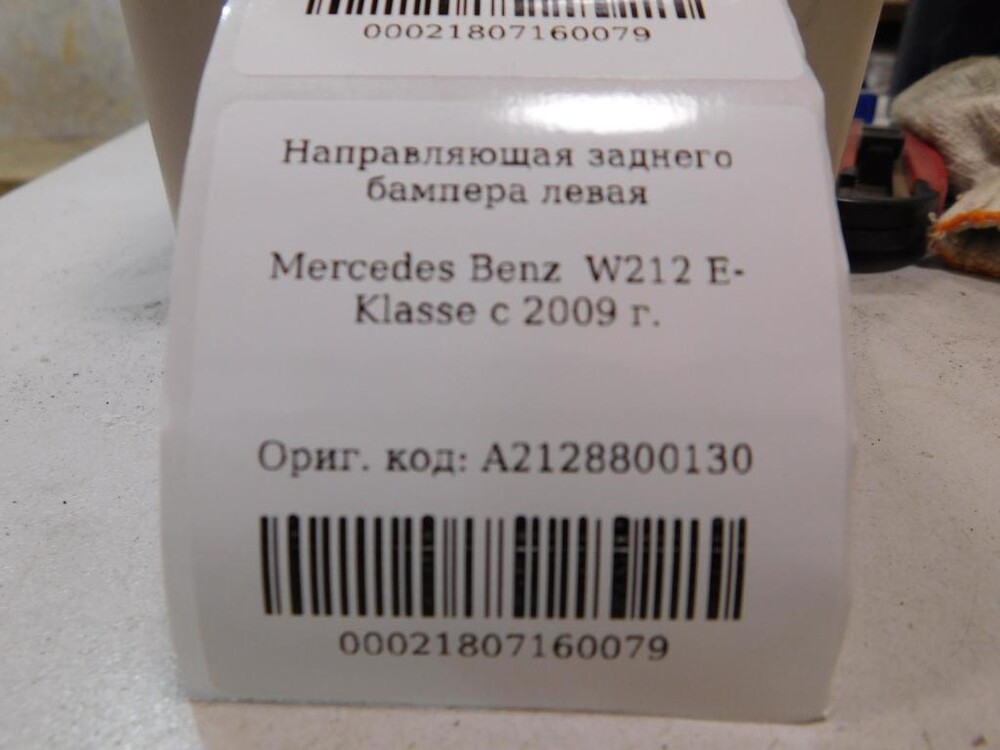 00021807160079
Направляющая заднего
бампера левая
Mercedes Benz W212 E-
Klasse с 2009 г.
Ориг. код: A2128800130
00021807160079